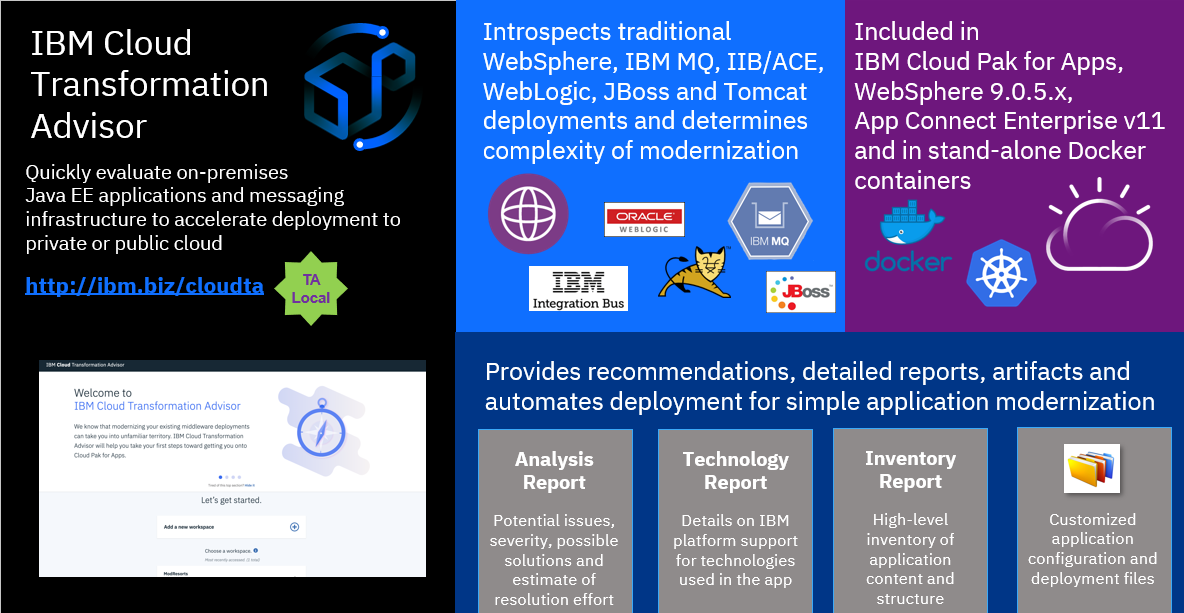 IBM Cloud
Transformation
Advisor
Quickly evaluate on-premises
Java EE applications and messaging
infrastructure to accelerate deployment to
private or public cloud
http://ibm.biz/cloudta
TA
Local
IBM Cloud Transformation Advisor
Welcome to
IBM Cloud Transformation Advisor
We know that modernizing your existing middleware deployments
can take you into unfamiliar territory. IBM Cloud Transformation
Advisor will help you take your first steps toward getting you onto
Cloud Pak for Apps.
Let's get started.
Add a new workspace
Choose a workspace.
Most recently accessed (1 total)
ModResorts
Introspects traditional
WebSphere, IBM MQ, IIB/ACE,
WebLogic, JBoss and Tomcat
deployments and determines
complexity of modernization
ORACLE
WEBLOGIC
IBM MQ
IBM
Integration Bus
TM
JBoss
Included in
IBM Cloud Pak for Apps,
WebSphere 9.0.5.x,
App Connect Enterprise v11
and in stand-alone Docker
containers
docker
Provides recommendations, detailed reports, artifacts and
automates deployment for simple application modernization
Analysis
Report
Potential issues,
severity, possible
solutions and
estimate of
resolution effort
Technology
Report
Details on IBM
platform support
for technologies
used in the app
Inventory
Report
High-level
inventory of
application
content and
structure
Customized
application
configuration and
deployment files